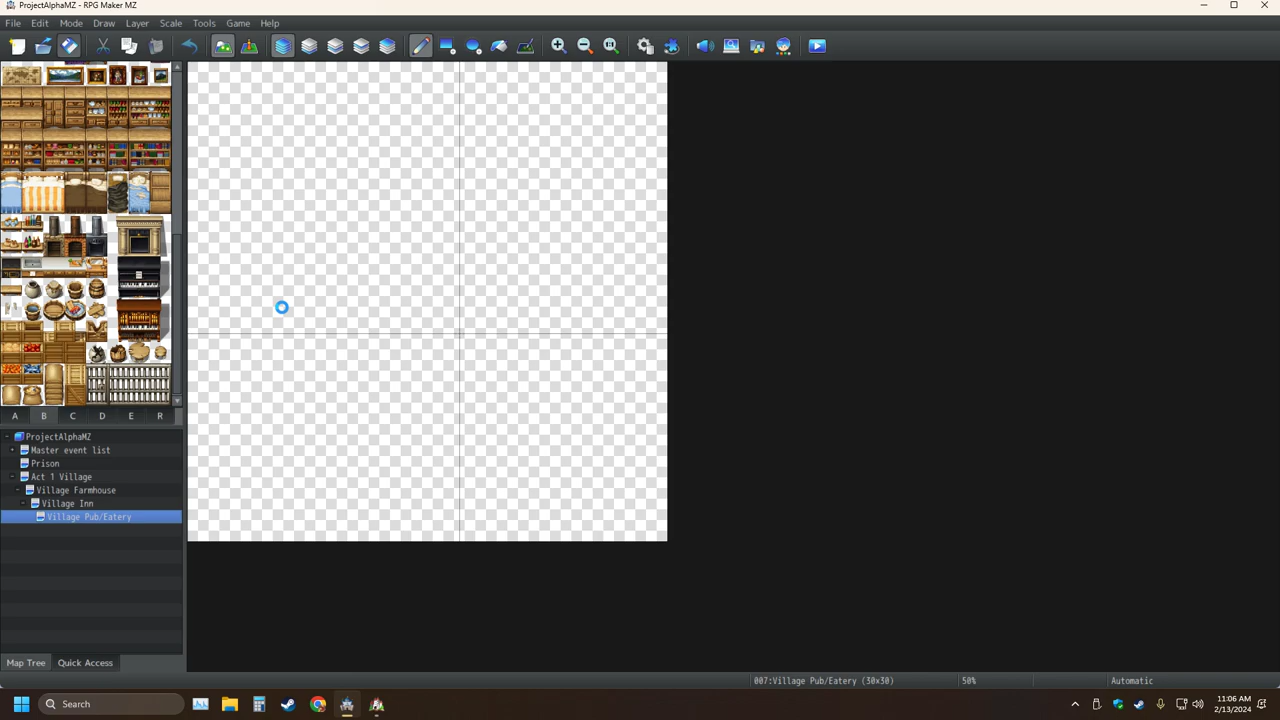 ProjectAlphaMZ - RPG Maker MZ
File Edit Mode Draw Layer Scale Tools Game Help
A B C D E R
ProjectAlphaMZ
Master event list
Prison
Act 1 Village
Village Farmhouse
Village Inn
Village Pub/Eatery
Map Tree Quick Access
007:Village Pub/Eatery (30×30) 50% Automatic
Search
11:06 AM
2/13/2024